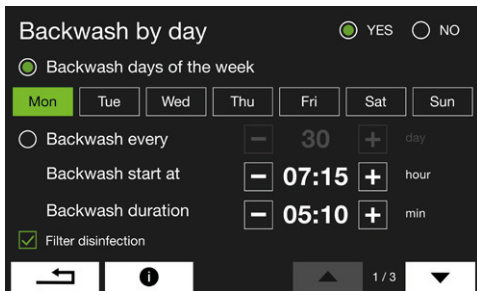 Backwash by day YES NO
Backwash days of the week
Mon Tue Wed Thu Fri Sat Sun
Backwash every − 30 + day
Backwash start at − 07:15 + hour
Backwash duration − 05:10 + min
Filter disinfection
1 / 3